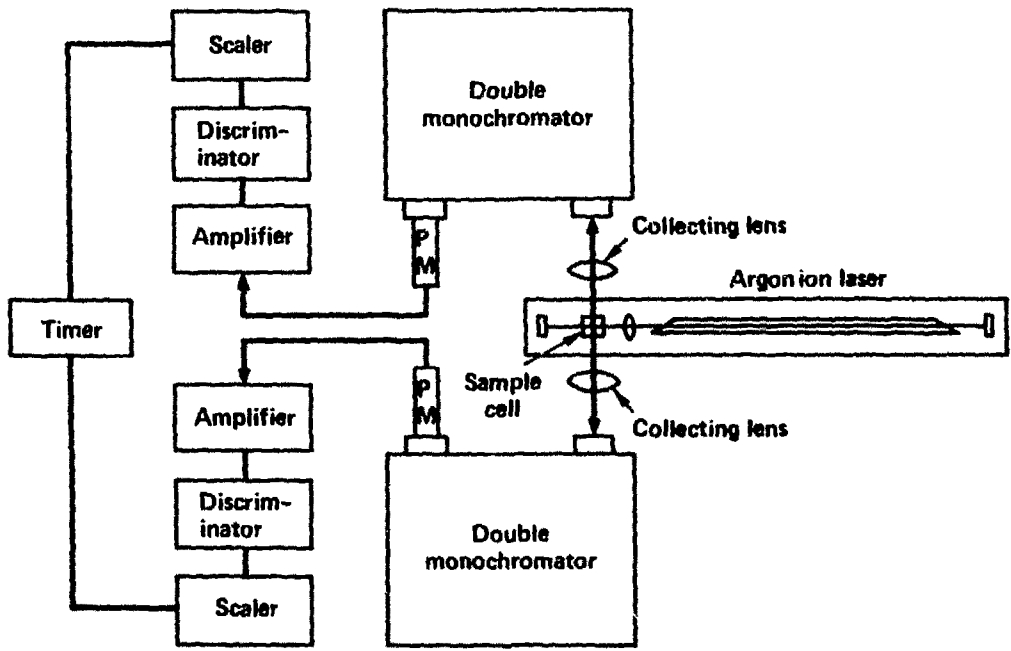 Scaler
Discrim-
inator
Amplifier
Timer
Amplifier
Discrim-
inator
Scaler
Double
monochromator
P
M
Collecting lens
Argon ion laser
Sample
cell
Collecting lens
P
M
Double
monochromator